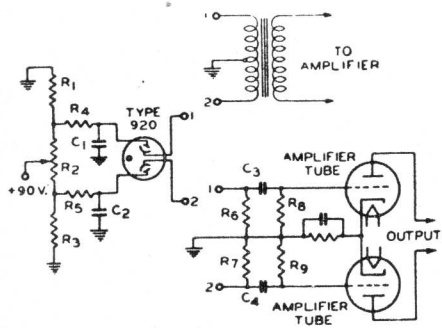 1
TO
AMPLIFIER
2
R1
R4
TYPE
920
1
C1
R2
+90 V.
R5
C2
2
R3
C3
AMPLIFIER
TUBE
1
R6
R8
OUTPUT
R7
R9
2
C4
AMPLIFIER
TUBE